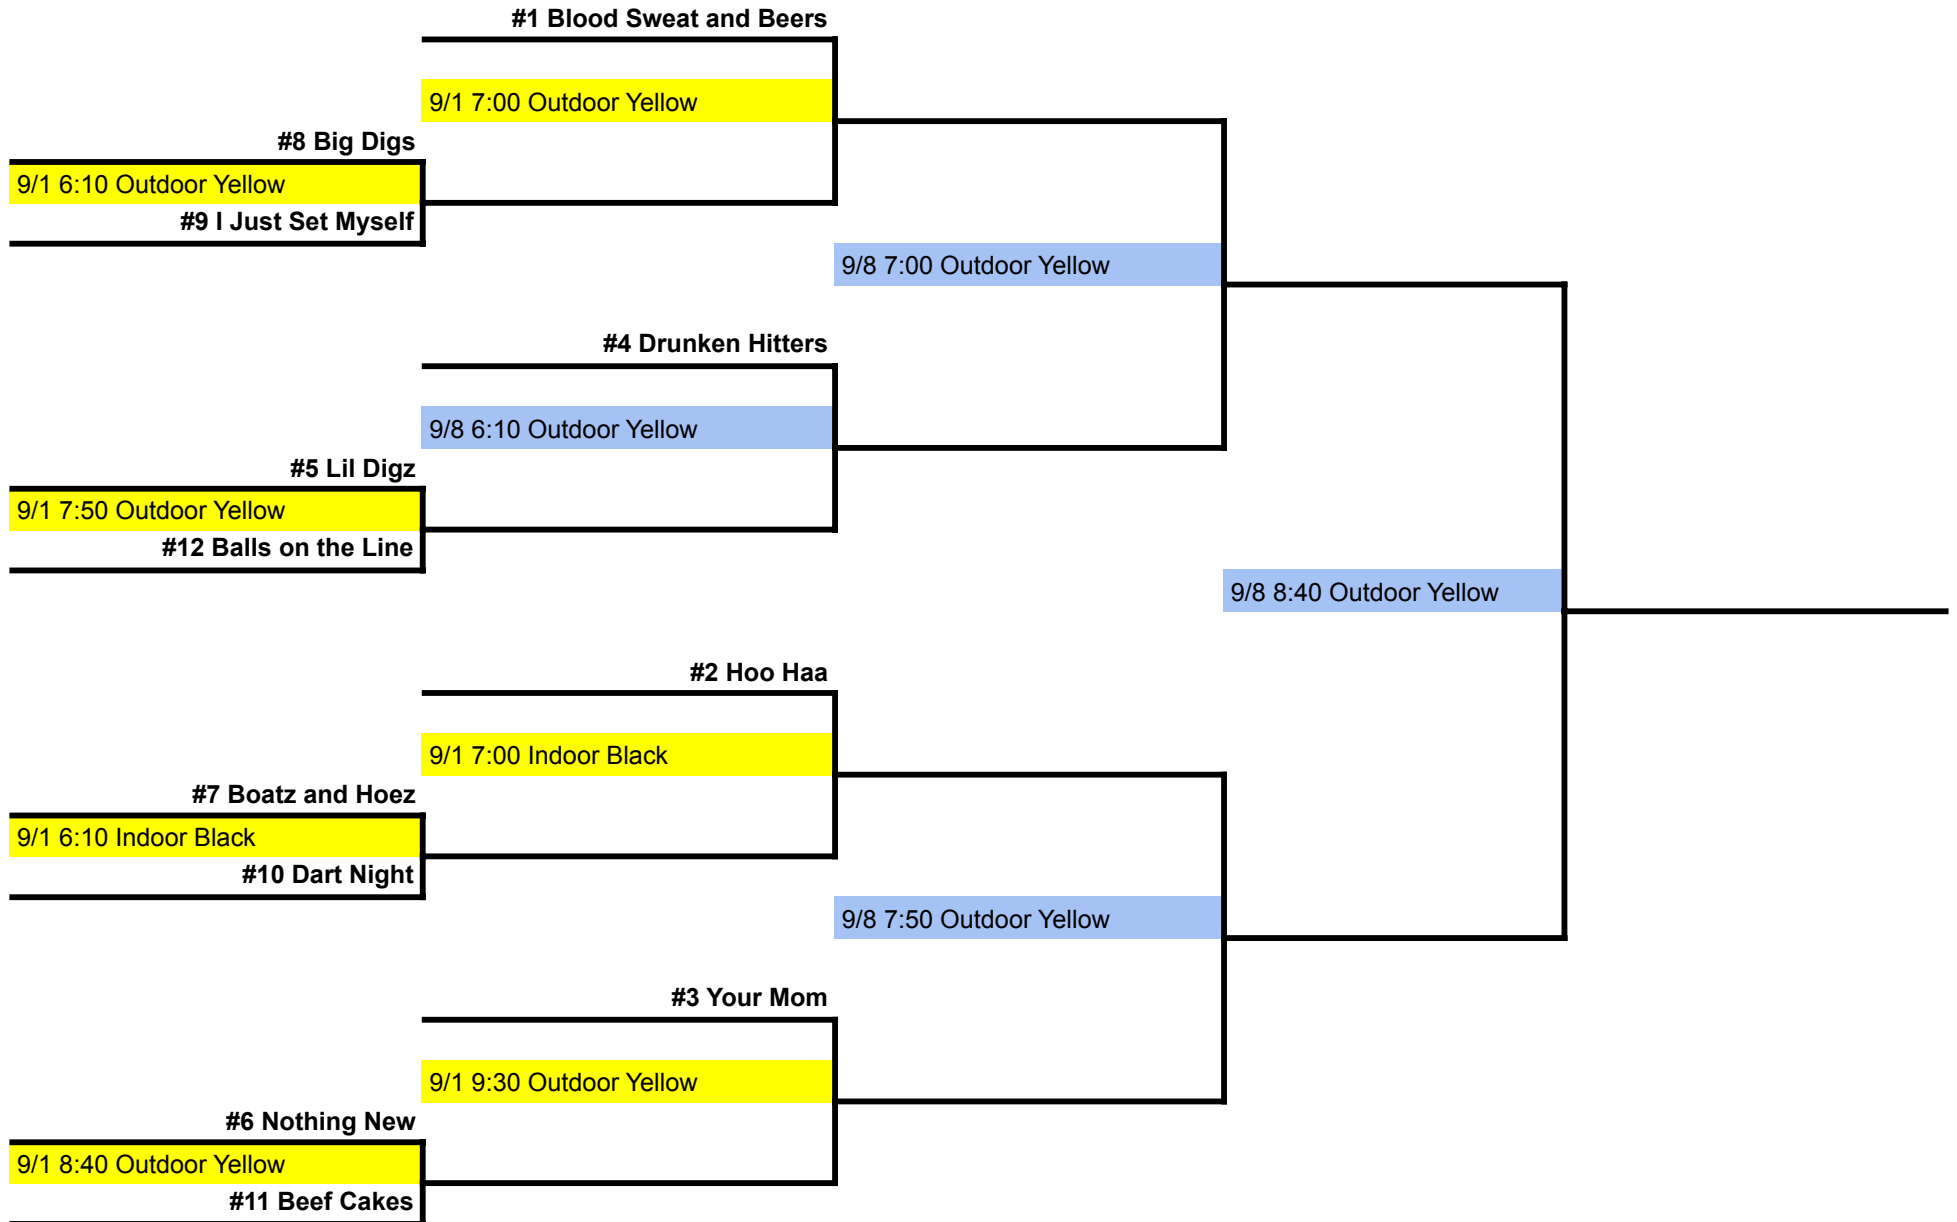 #1 Blood Sweat and Beers
9/1 7:00 Outdoor Yellow
#8 Big Digs
9/1 6:10 Outdoor Yellow
#9 I Just Set Myself
9/8 7:00 Outdoor Yellow
#4 Drunken Hitters
9/8 6:10 Outdoor Yellow
#5 Lil Digz
9/1 7:50 Outdoor Yellow
#12 Balls on the Line
9/8 8:40 Outdoor Yellow
#2 Hoo Haa
9/1 7:00 Indoor Black
#7 Boatz and Hoez
9/1 6:10 Indoor Black
#10 Dart Night
9/8 7:50 Outdoor Yellow
#3 Your Mom
9/1 9:30 Outdoor Yellow
#6 Nothing New
9/1 8:40 Outdoor Yellow
#11 Beef Cakes